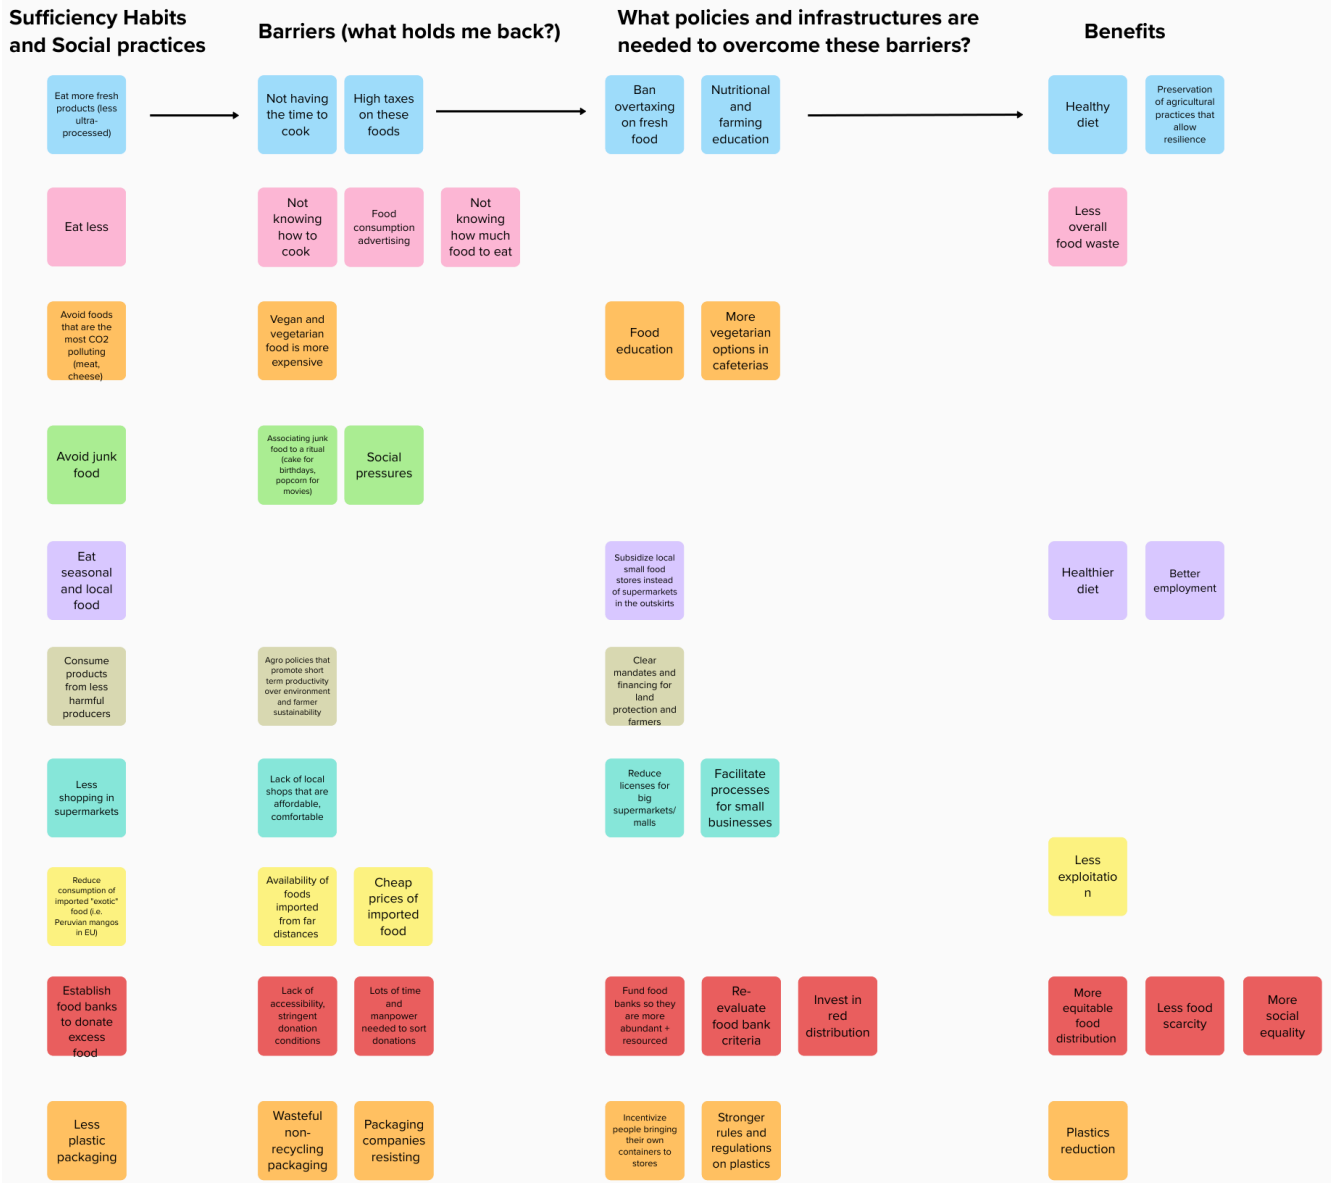 Sufficiency Habits
and Social practices
Barriers (what holds me back?)
What policies and infrastructures are
needed to overcome these barriers?
Benefits
Eat more fresh
products (less
ultra-
processed)
Not having
the time to
cook
High taxes
on these
foods
Ban
overtaxing
on fresh
food
Nutritional
and
farming
education
Healthy
diet
Preservation
of agricultural
practices that
allow
resilience
Eat less
Not
knowing
how to
cook
Food
consumption
advertising
Not
knowing
how much
food to eat
Less
overall
food waste
Avoid foods
that are the
most CO2
polluting
(meat,
cheese)
Vegan and
vegetarian
food is more
expensive
Food
education
More
vegetarian
options in
cafeterias
Avoid junk
food
Associating junk
food to a ritual
(cake for
birthdays,
popcorn for
movies)
Social
pressures
Eat
seasonal
and local
food
Subsidize local
small food
stores instead
of supermarkets
in the outskirts
Healthier
diet
Better
employment
Consume
products
from less
harmful
producers
Agro policies that
promote short
term productivity
over environment
and farmer
sustainability
Clear
mandates and
financing for
land
protection and
farmers
Less
shopping in
supermarkets
Lack of local
shops that are
affordable,
comfortable
Reduce
licenses for
big
supermarkets/
malls
Facilitate
processes
for small
businesses
Reduce
consumption of
imported "exotic"
food (i.e.
Peruvian mangos
in EU)
Availability of
foods
imported
from far
distances
Cheap
prices of
imported
food
Less
exploitatio
n
Establish
food banks
to donate
excess
food
Lack of
accessibility,
stringent
donation
conditions
Lots of time
and
manpower
needed to sort
donations
Fund food
banks so they
are more
abundant +
resourced
Re-
evaluate
food bank
criteria
Invest in
red
distribution
More
equitable
food
distribution
Less food
scarcity
More
social
equality
Less
plastic
packaging
Wasteful
non-
recycling
packaging
Packaging
companies
resisting
Incentivize
people bringing
their own
containers to
stores
Stronger
rules and
regulations
on plastics
Plastics
reduction